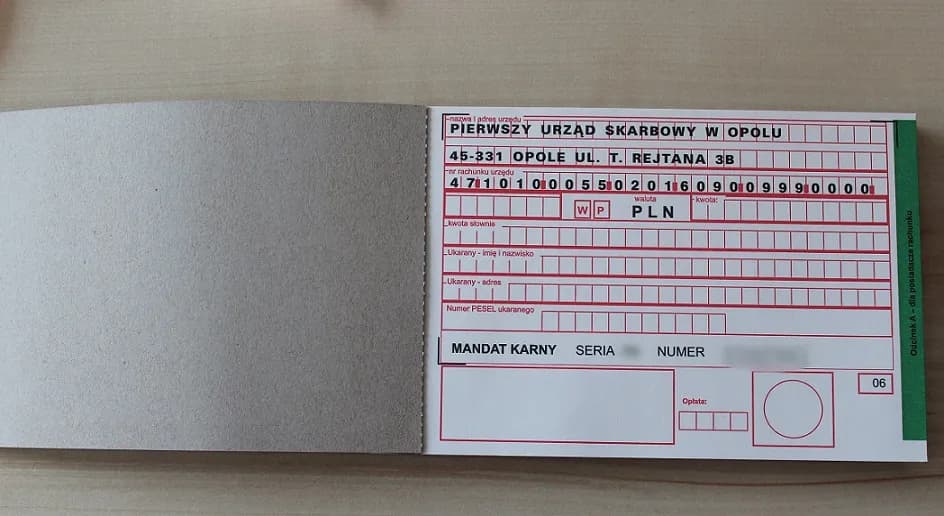 nazwa i adres urzędu
PIERWSZY URZĄD SKARBOWY W OPOLU
45-331 OPOLE UL. T. REJTANA 3B
nr rachunku urzędu
47 1010 0055 0201 6090 0999 0000
W P waluta PLN kwota:
kwota słownie
Ukarany - imię i nazwisko
Ukarany - adres
Numer PESEL ukaranego
MANDAT KARNY SERIA NUMER
Opłata:
06
Odcinek A - dla posiadacza rachunku